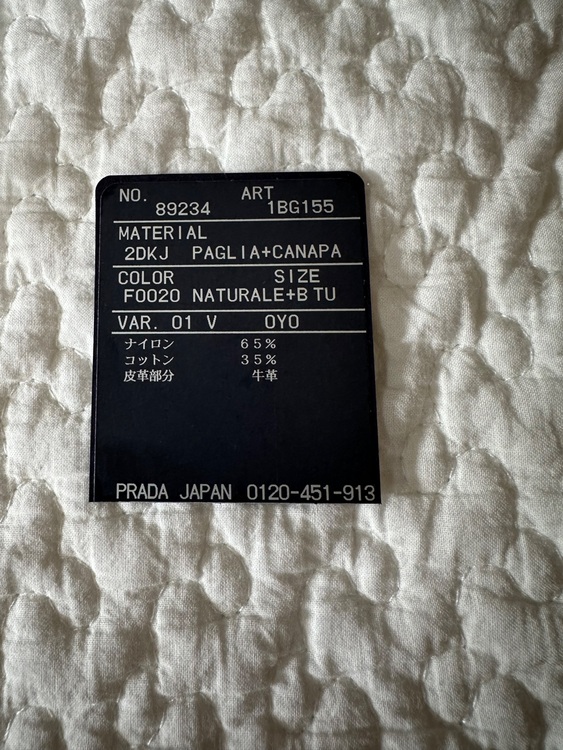 NO. ART
89234 1BG155
MATERIAL
2DKJ PAGLIA+CANAPA
COLOR SIZE
F0020 NATURALE+B TU
VAR. 01 V OYO
ナイロン 65%
コットン 35%
皮革部分 牛革
PRADA JAPAN 0120-451-913